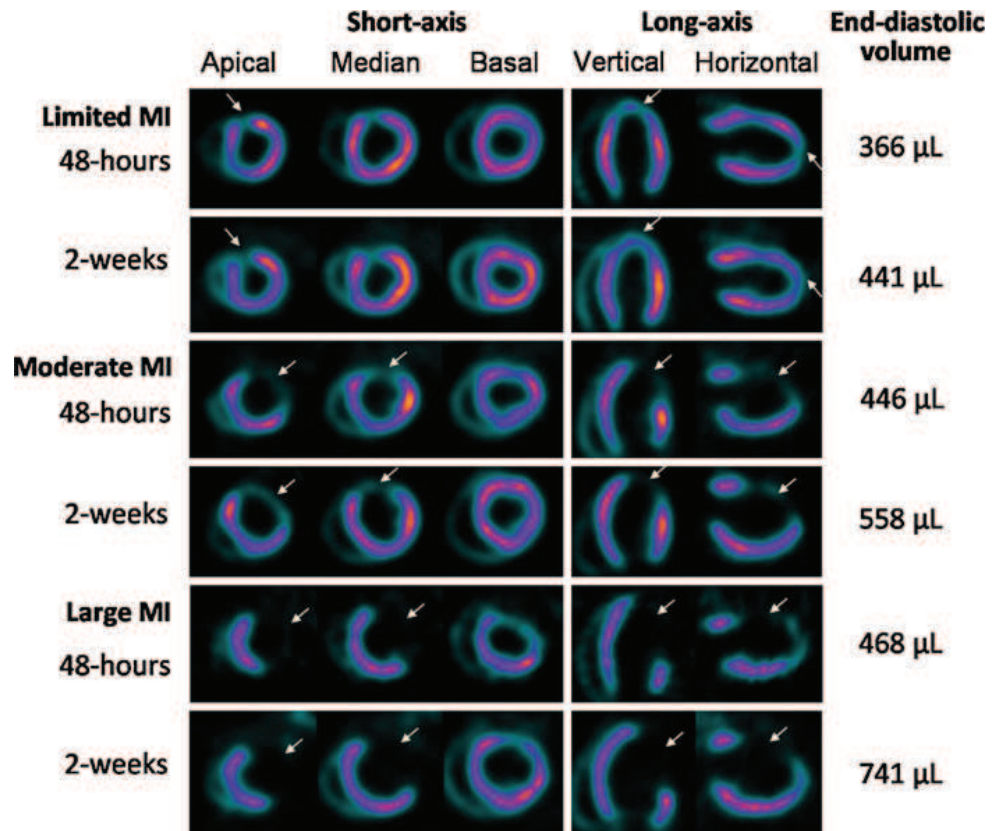 Short-axis Long-axis End-diastolic
volume
Apical Median Basal Vertical Horizontal
Limited MI
48-hours 366 µL
2-weeks 441 µL
Moderate MI
48-hours 446 µL
2-weeks 558 µL
Large MI
48-hours 468 µL
2-weeks 741 µL